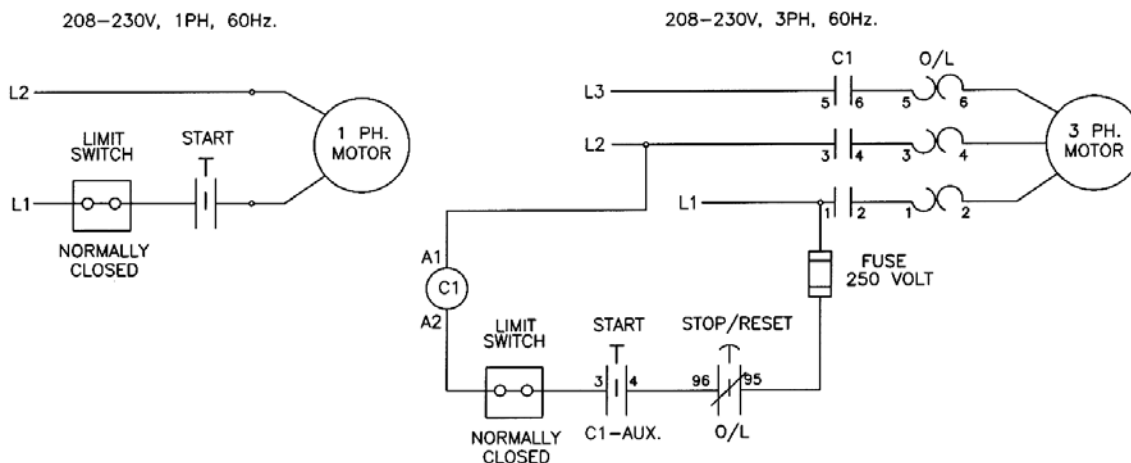 208-230V, 1PH, 60Hz.
L2
LIMIT
SWITCH
START
1 PH.
MOTOR
L1
NORMALLY
CLOSED
208-230V, 3PH, 60Hz.
C1
O/L
L3
5
6
5
6
L2
3
4
3
4
3 PH.
MOTOR
L1
1
2
1
2
FUSE
250 VOLT
A1
C1
A2
LIMIT
SWITCH
START
STOP/RESET
3
4
96
95
NORMALLY
CLOSED
C1-AUX.
O/L